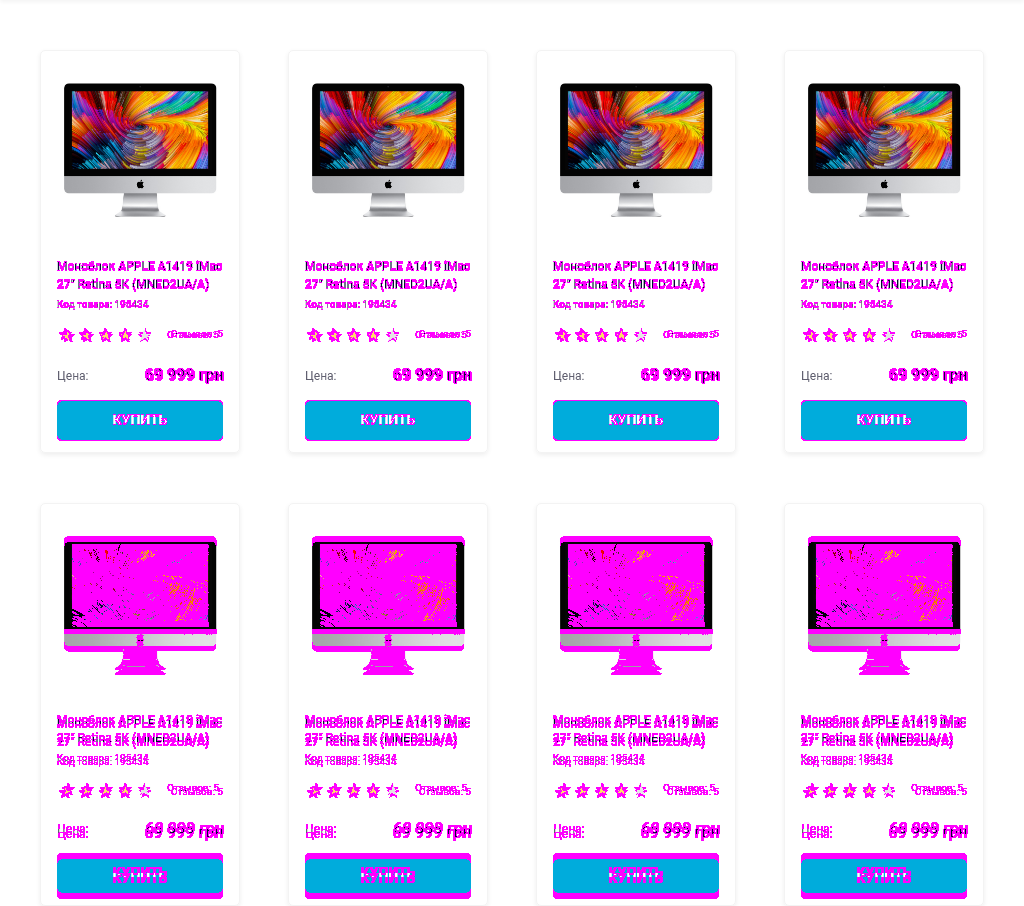 Моноблок APPLE A1419 iMac
27" Retina 5K (MNED2UA/A)
Код товара: 195434
Отзывов: 5
Цена: 69 999 грн
КУПИТЬ
Моноблок APPLE A1419 iMac
27" Retina 5K (MNED2UA/A)
Код товара: 195434
Отзывов: 5
Цена: 69 999 грн
КУПИТЬ
Моноблок APPLE A1419 iMac
27" Retina 5K (MNED2UA/A)
Код товара: 195434
Отзывов: 5
Цена: 69 999 грн
КУПИТЬ
Моноблок APPLE A1419 iMac
27" Retina 5K (MNED2UA/A)
Код товара: 195434
Отзывов: 5
Цена: 69 999 грн
КУПИТЬ
Моноблок APPLE A1419 iMac
27" Retina 5K (MNED2UA/A)
Код товара: 195434
Отзывов: 5
Цена: 69 999 грн
КУПИТЬ
Моноблок APPLE A1419 iMac
27" Retina 5K (MNED2UA/A)
Код товара: 195434
Отзывов: 5
Цена: 69 999 грн
КУПИТЬ
Моноблок APPLE A1419 iMac
27" Retina 5K (MNED2UA/A)
Код товара: 195434
Отзывов: 5
Цена: 69 999 грн
КУПИТЬ
Моноблок APPLE A1419 iMac
27" Retina 5K (MNED2UA/A)
Код товара: 195434
Отзывов: 5
Цена: 69 999 грн
КУПИТЬ